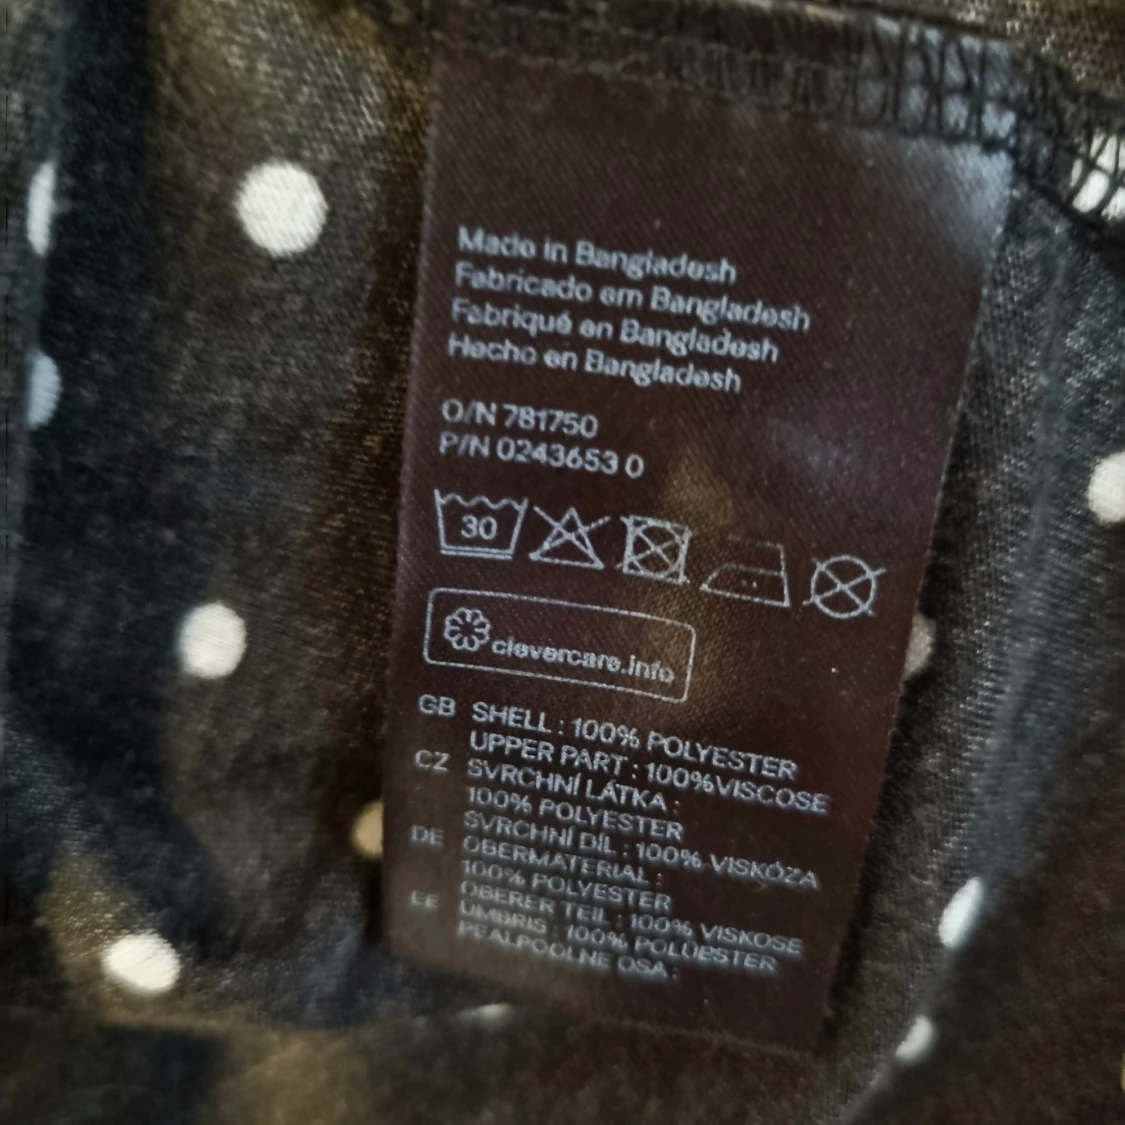 Made in Bangladesh
Fabricado em Bangladesh
Fabriqué en Bangladesh
Hecho en Bangladesh
O/N 781750
P/N 0243653 0
30
clevercare.info
GB SHELL : 100% POLYESTER
UPPER PART : 100%VISCOSE
CZ SVRCHNÍ LÁTKA :
100% POLYESTER
SVRCHNÍ DÍL : 100% VISKÓZA
DE OBERMATERIAL :
100% POLYESTER
OBERER TEIL : 100% VISKOSE
EE ÜMBRIS : 100% POLÜESTER
PEALPOOLNE OSA :